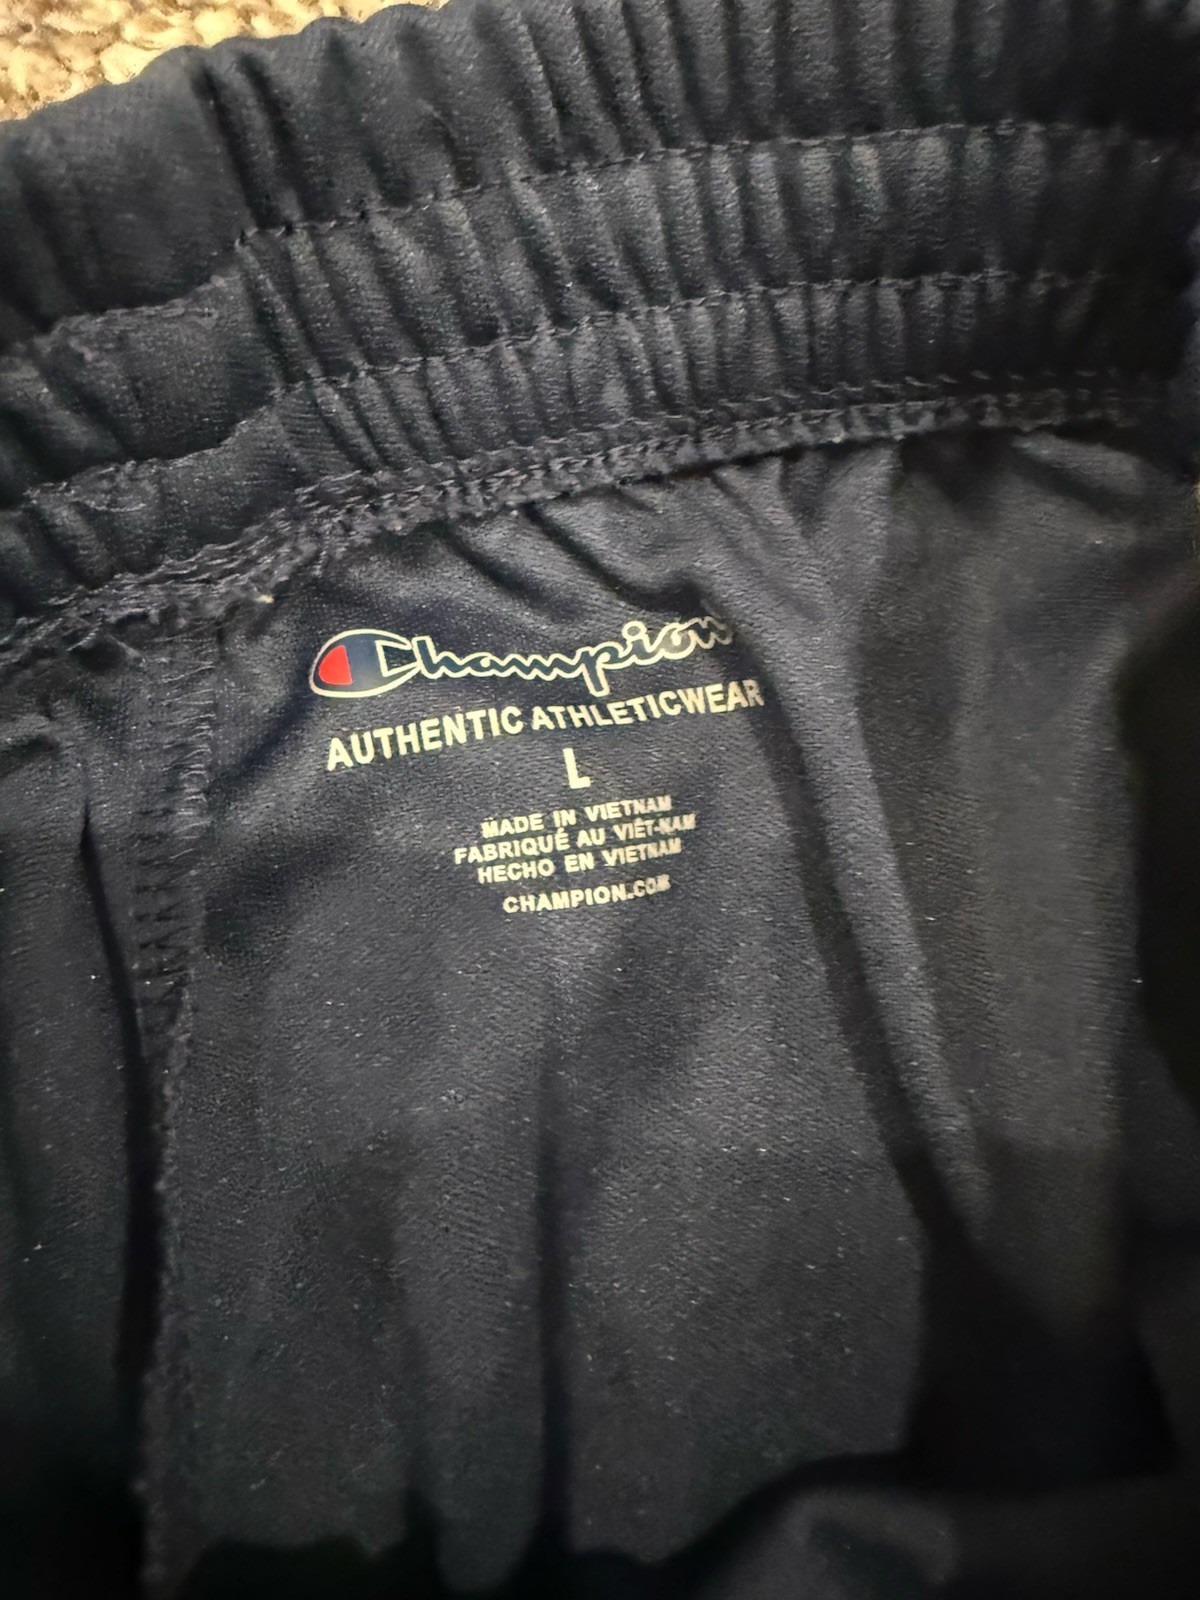 Champion
AUTHENTIC ATHLETICWEAR
L
MADE IN VIETNAM
FABRIQUÉ AU VIÊT-NAM
HECHO EN VIETNAM
CHAMPION.COM